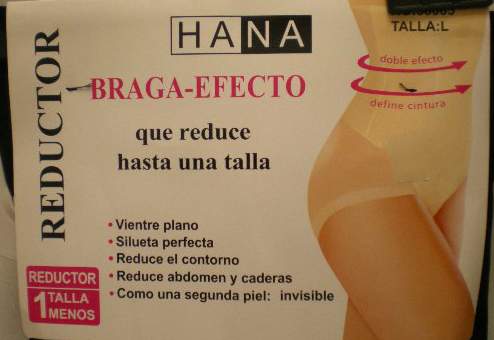 HANA
TALLA:L
REDUCTOR
doble efecto
define cintura
BRAGA-EFECTO
que reduce
hasta una talla
• Vientre plano
• Silueta perfecta
• Reduce el contorno
• Reduce abdomen y caderas
• Como una segunda piel: invisible
REDUCTOR
1 TALLA
MENOS